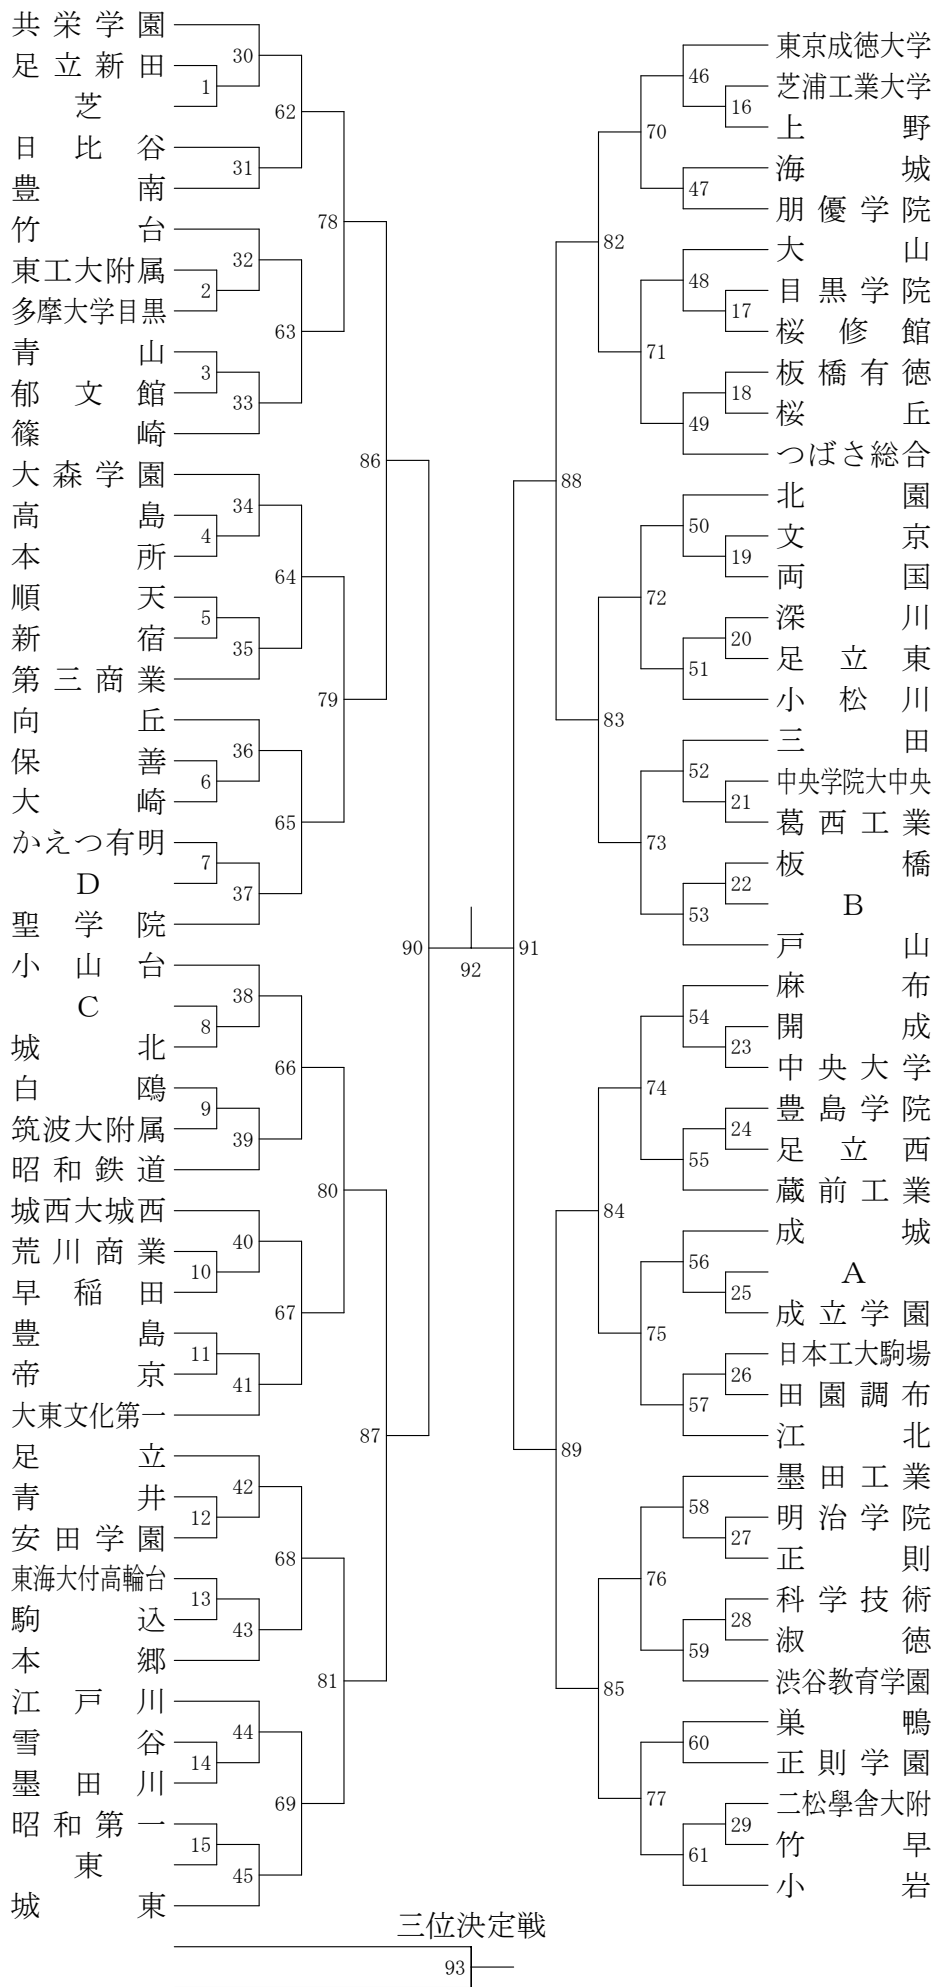 共栄学園
足立新田
芝
日比谷
豊南
竹台
東工大附属
多摩大学目黒
青山
郁文館
篠崎
大森学園
高島
本所
順天
新宿
第三商業
向丘
保善
大崎
かえつ有明
D
聖学院
小山台
C
城北
白鴎
筑波大附属
昭和鉄道
城西大城西
荒川商業
早稲田
豊島
帝京
大東文化第一
足立
青井
安田学園
東海大付高輪台
駒込
本郷
江戸川
雪谷
墨田川
昭和第一
東
城東
1
2
3
4
5
6
7
8
9
10
11
12
13
14
15
30
31
32
33
34
35
36
37
38
39
40
41
42
43
44
45
62
63
64
65
66
67
68
69
78
79
80
81
86
87
90
92
91
88
89
82
83
84
85
70
71
72
73
74
75
76
77
46
47
48
49
50
51
52
53
54
55
56
57
58
59
60
61
16
17
18
19
20
21
22
23
24
25
26
27
28
29
東京成徳大学
芝浦工業大学
上野
海城
朋優学院
大山
目黒学院
桜修館
板橋有徳
桜丘
つばさ総合
北園
文京
両国
深川
足立東
小松川
三田
中央学院大中央
葛西工業
板橋
B
戸山
麻布
開成
中央大学
豊島学院
足立西
蔵前工業
成城
A
成立学園
日本工大駒場
田園調布
江北
墨田工業
明治学院
正則
科学技術
淑徳
渋谷教育学園
巣鴨
正則学園
二松學舎大附
竹早
小岩
三位決定戦
93